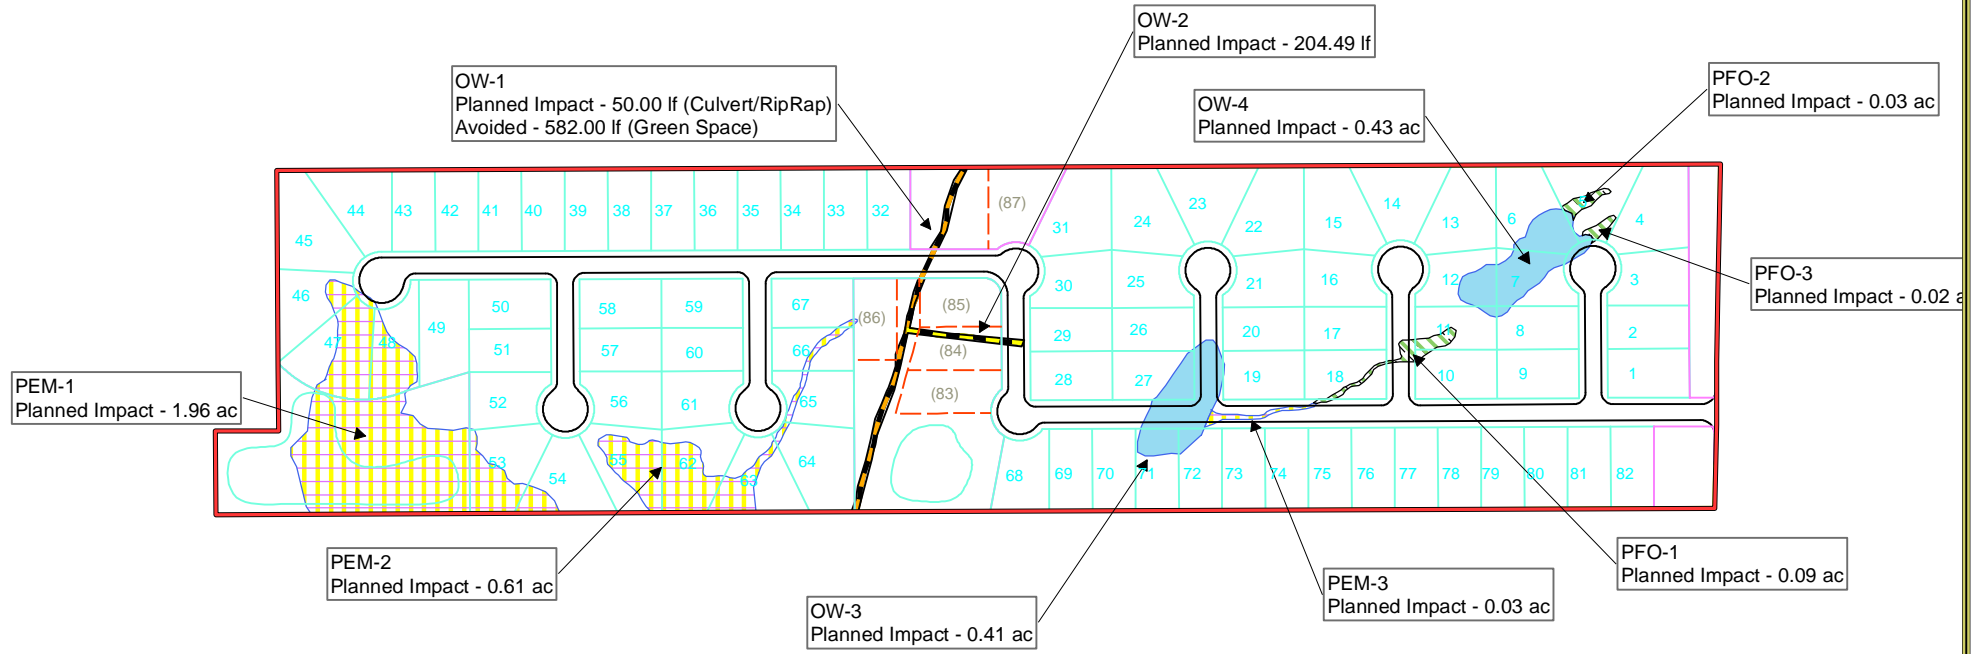 OW-2
Planned Impact - 204.49 lf
OW-1
Planned Impact - 50.00 lf (Culvert/RipRap)
Avoided - 582.00 lf (Green Space)
PFO-2
Planned Impact - 0.03 ac
OW-4
Planned Impact - 0.43 ac
PFO-3
Planned Impact - 0.02 a
PEM-1
Planned Impact - 1.96 ac
PEM-2
Planned Impact - 0.61 ac
OW-3
Planned Impact - 0.41 ac
PEM-3
Planned Impact - 0.03 ac
PFO-1
Planned Impact - 0.09 ac
45 44 43 42 41 40 39 38 37 36 35 34 33 32 (87) 31 24 23 22 15 14 13 6 4
46 50 58 59 67 (86) (85) 30 25 21 16 12 7 3
47 48 49 51 57 60 66 (84) 29 26 20 17 11 8 2
52 56 61 65 (83) 28 27 19 18 10 9 1
53 54 55 62 63 64 68 69 70 71 72 73 74 75 76 77 78 79 80 81 82